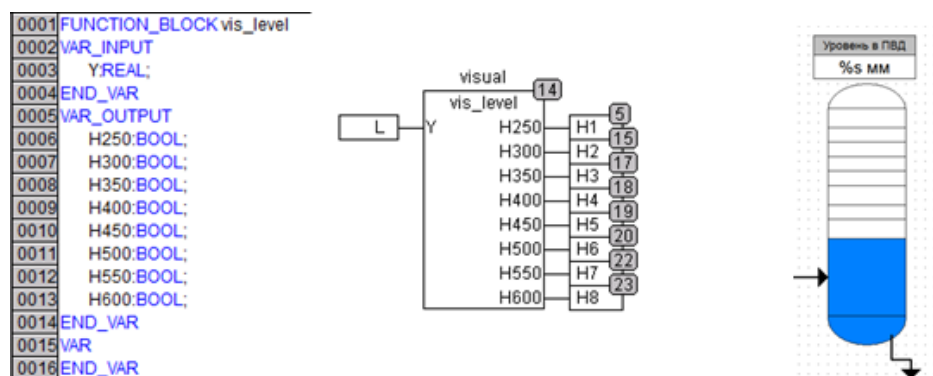 0001 FUNCTION_BLOCK vis_level
0002 VAR_INPUT
0003 Y:REAL;
0004 END_VAR
0005 VAR_OUTPUT
0006 H250:BOOL;
0007 H300:BOOL;
0008 H350:BOOL;
0009 H400:BOOL;
0010 H450:BOOL;
0011 H500:BOOL;
0012 H550:BOOL;
0013 H600:BOOL;
0014 END_VAR
0015 VAR
0016 END_VAR
visual
14
vis_level
L Y H250 H1 5
H300 H2 15
H350 H3 17
H400 H4 18
H450 H5 19
H500 H6 20
H550 H7 22
H600 H8 23
Уровень в ПВД
%s мм